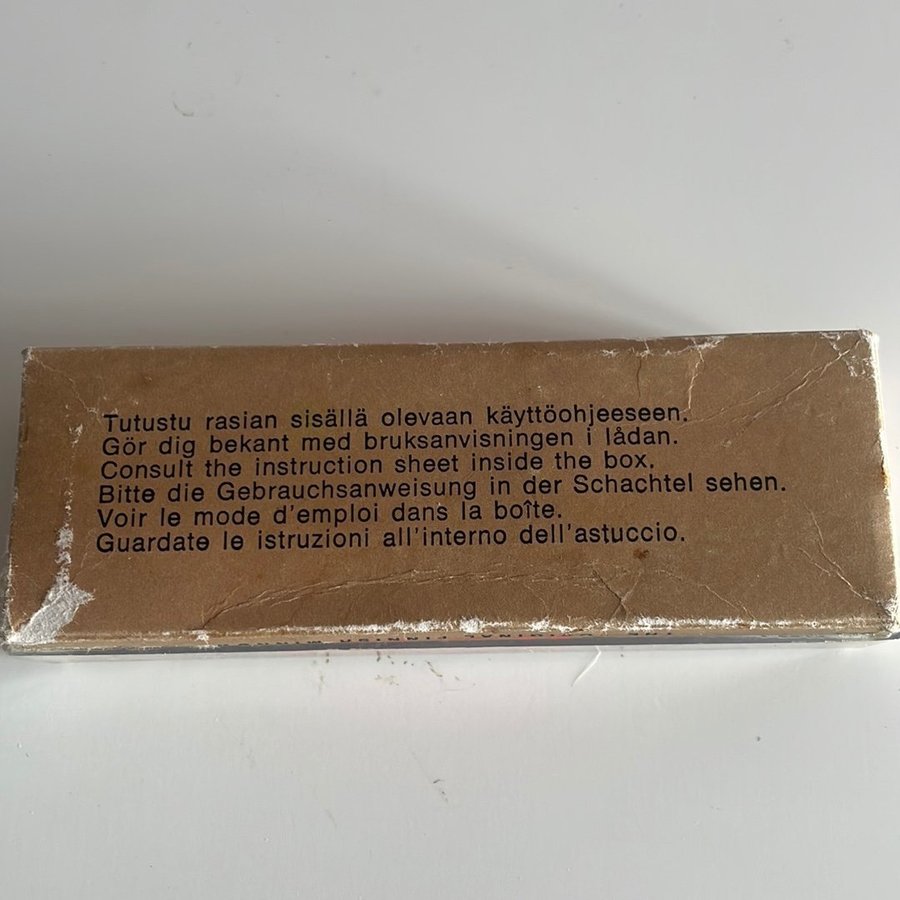 Tutustu rasian sisällä olevaan käyttöohjeeseen.
Gör dig bekant med bruksanvisningen i lådan.
Consult the instruction sheet inside the box.
Bitte die Gebrauchsanweisung in der Schachtel sehen.
Voir le mode d'emploi dans la boîte.
Guardate le istruzioni all'interno dell'astuccio.